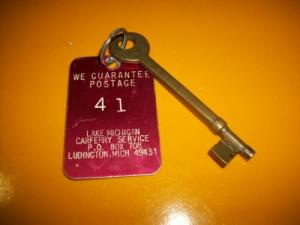 WE GUARANTEE
POSTAGE
41
LAKE MICHIGAN
CARFERRY SERVICE
P.O. BOX 708
LUDINGTON, MICH 49431